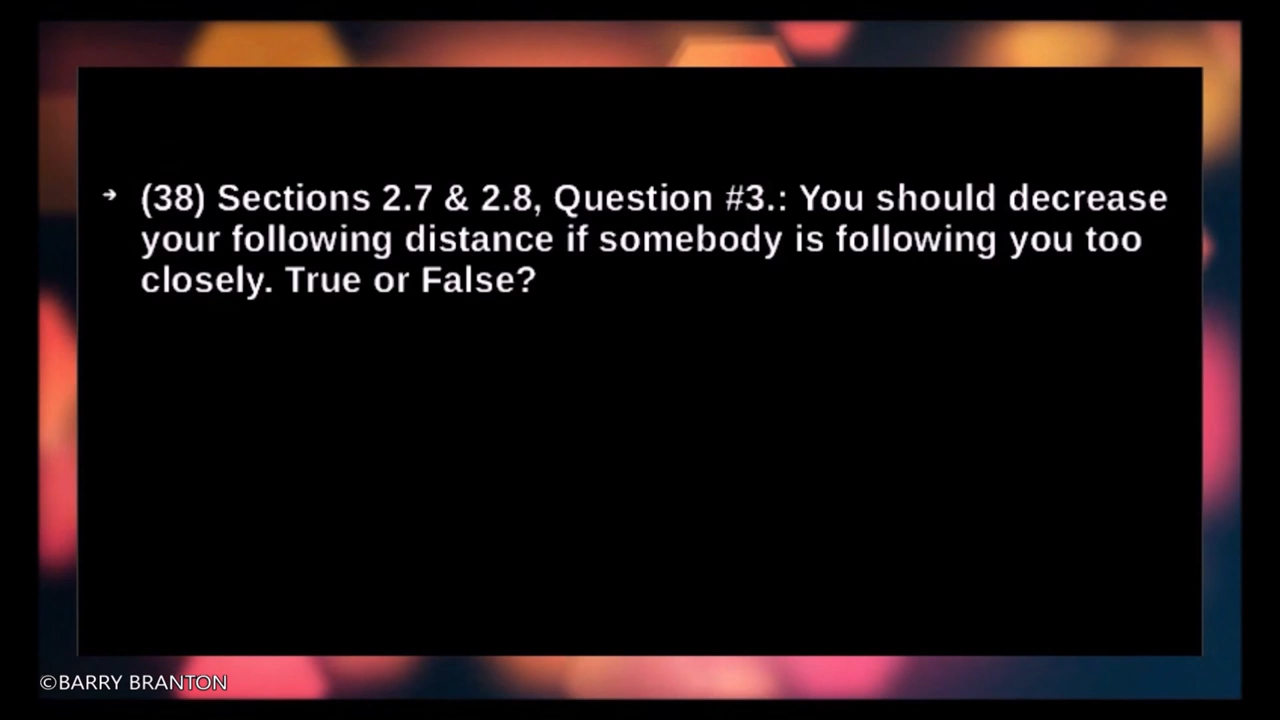 → (38) Sections 2.7 & 2.8, Question #3.: You should decrease
your following distance if somebody is following you too
closely. True or False?
©BARRY BRANTON